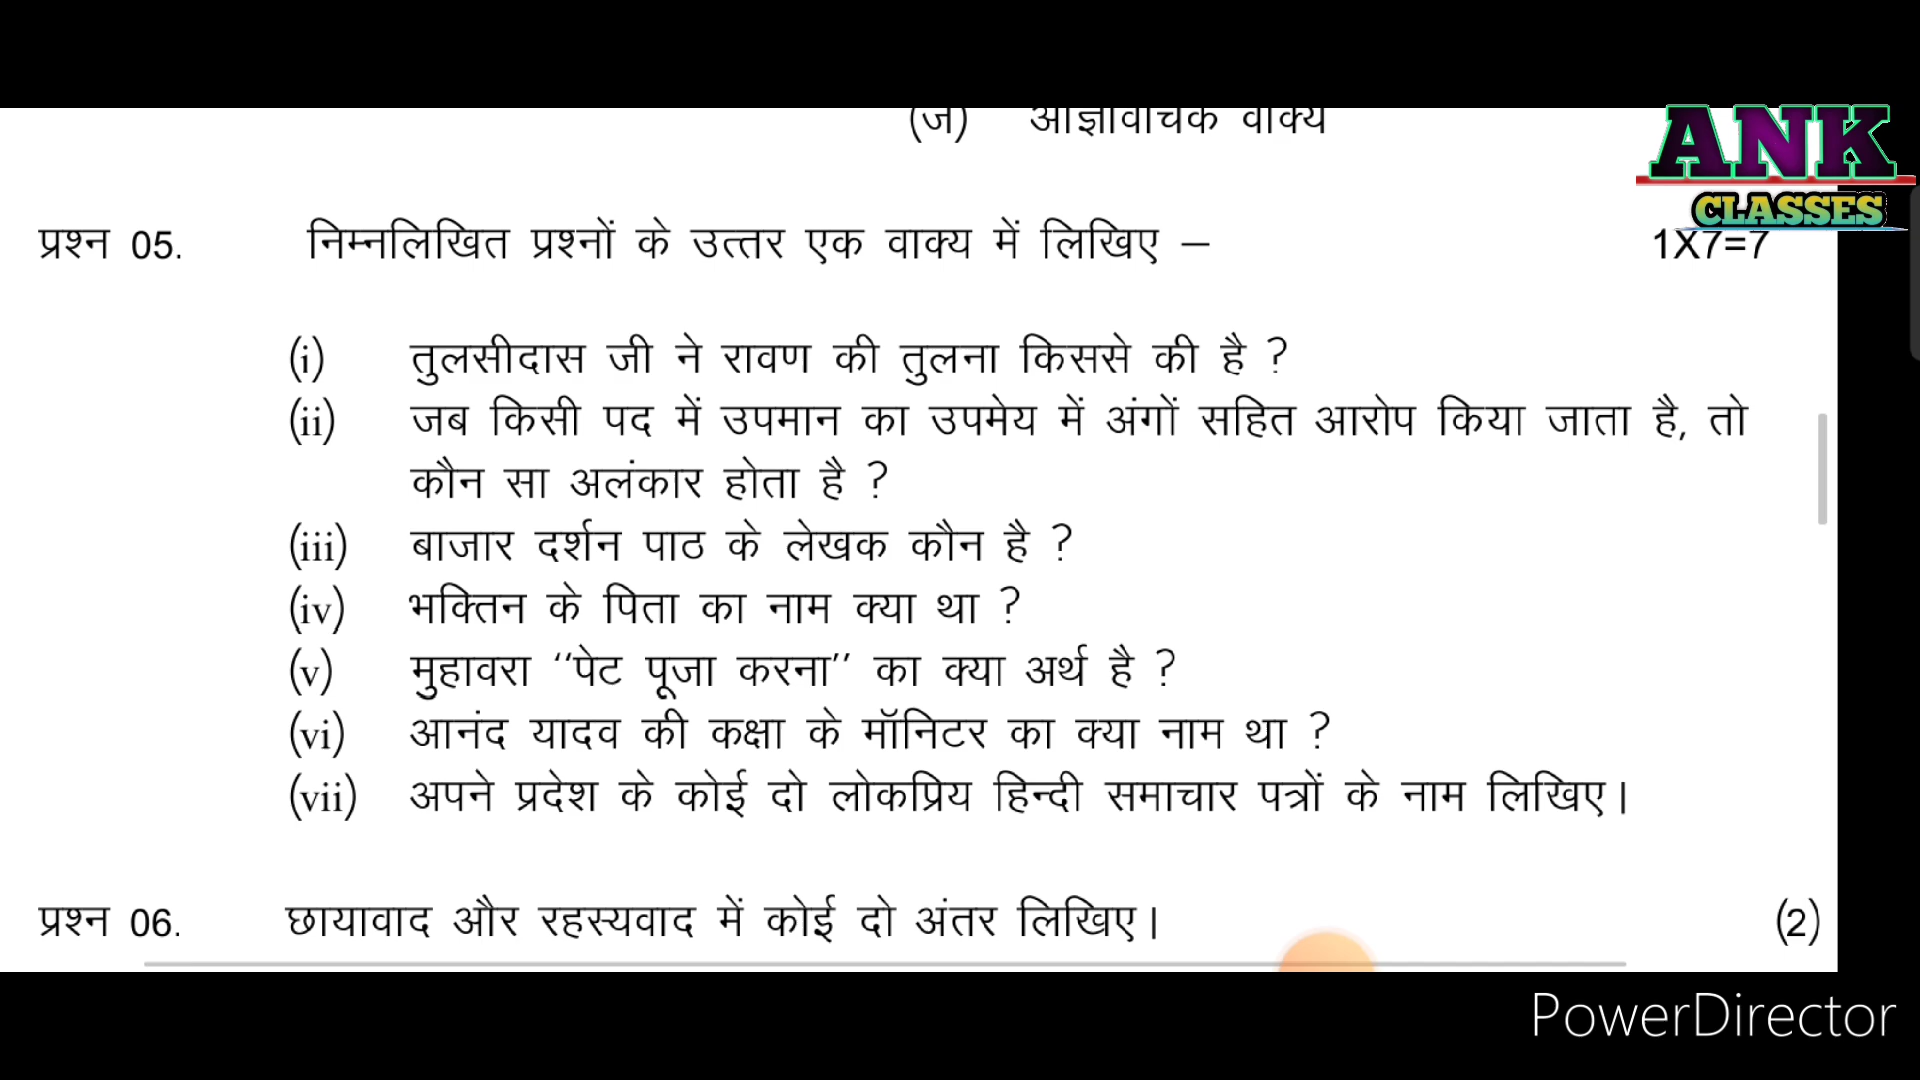 (ज) आज्ञावाचक वाक्य
ANK
CLASSES
प्रश्न 05. निम्नलिखित प्रश्नों के उत्तर एक वाक्य में लिखिए – 1X7=7
(i) तुलसीदास जी ने रावण की तुलना किससे की है ?
(ii) जब किसी पद में उपमान का उपमेय में अंगों सहित आरोप किया जाता है, तो
कौन सा अलंकार होता है ?
(iii) बाजार दर्शन पाठ के लेखक कौन है ?
(iv) भक्तिन के पिता का नाम क्या था ?
(v) मुहावरा ‘‘पेट पूजा करना’’ का क्या अर्थ है ?
(vi) आनंद यादव की कक्षा के मॉनिटर का क्या नाम था ?
(vii) अपने प्रदेश के कोई दो लोकप्रिय हिन्दी समाचार पत्रों के नाम लिखिए।
प्रश्न 06. छायावाद और रहस्यवाद में कोई दो अंतर लिखिए। (2)
PowerDirector